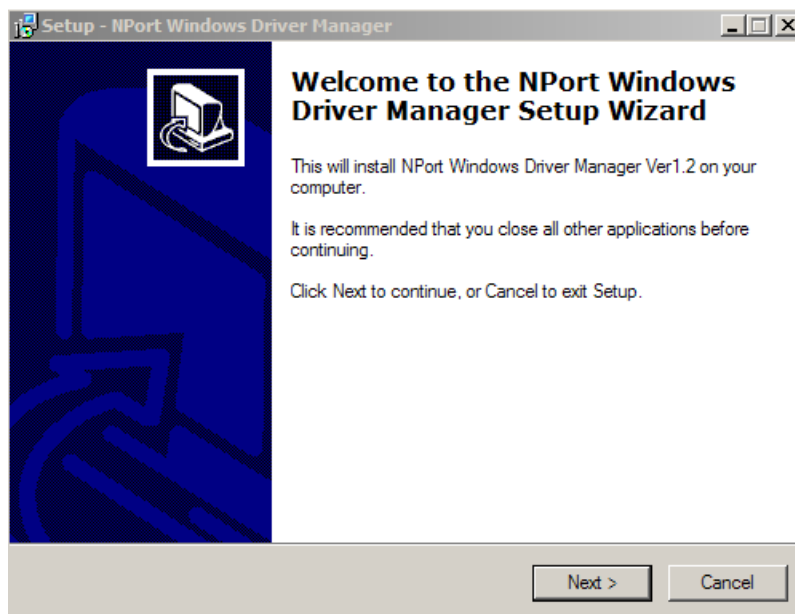 Setup - NPort Windows Driver Manager
Welcome to the NPort Windows
Driver Manager Setup Wizard
This will install NPort Windows Driver Manager Ver1.2 on your
computer.
It is recommended that you close all other applications before
continuing.
Click Next to continue, or Cancel to exit Setup.
Next >
Cancel